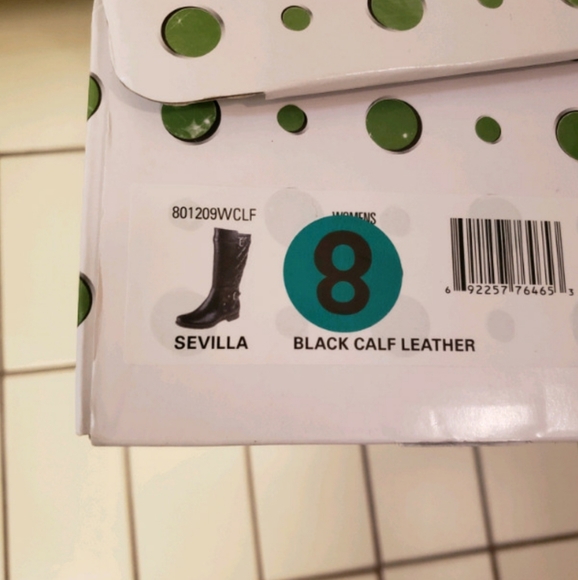 801209WCLF
WOMENS
8
6 92257 76465 3
SEVILLA
BLACK CALF LEATHER